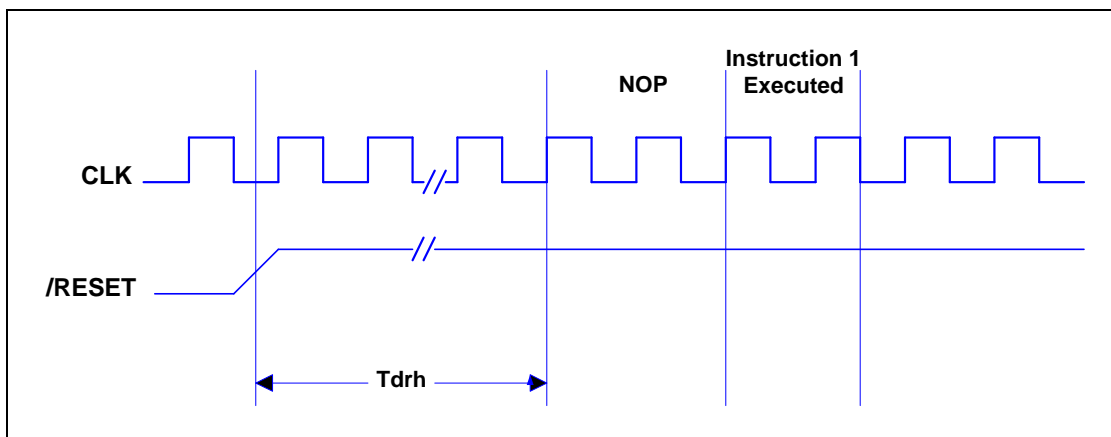 Instruction 1
Executed
NOP
CLK
/RESET
Tdrh